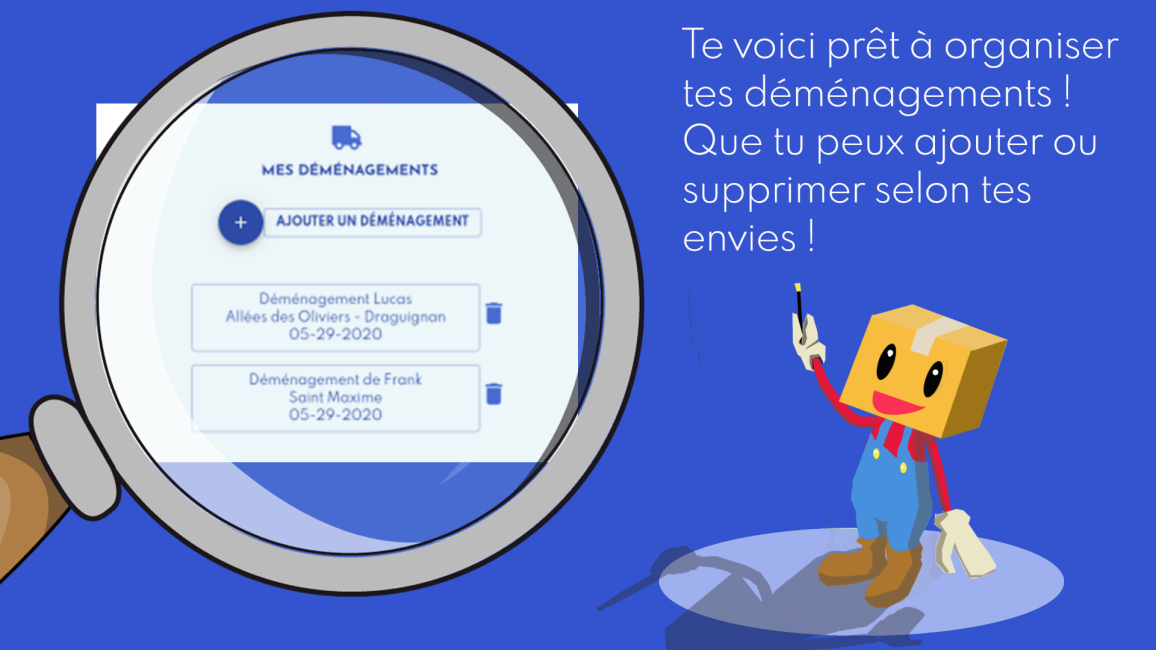 Te voici prêt à organiser
tes déménagements !
Que tu peux ajouter ou
supprimer selon tes
envies !
MES DÉMÉNAGEMENTS
+ AJOUTER UN DÉMÉNAGEMENT
Déménagement Lucas
Allées des Oliviers - Draguignan
05-29-2020
Déménagement de Frank
Saint Maxime
05-29-2020